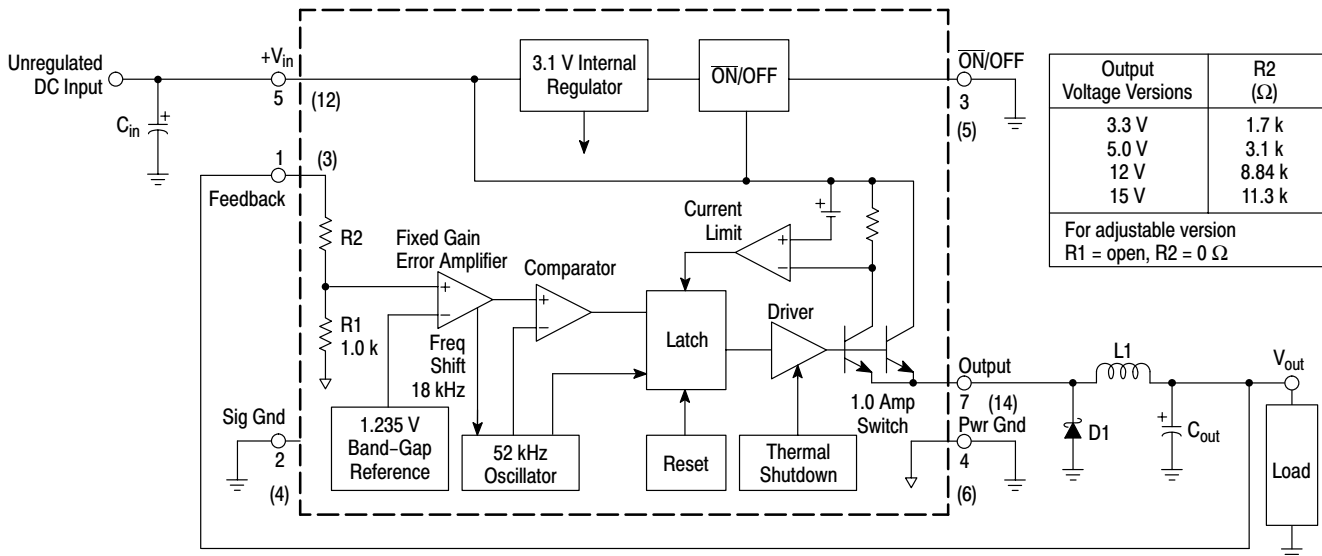 Unregulated
DC Input
C_in
+
+V_in
5
(12)
3.1 V Internal
Regulator
O̅N̅/OFF
O̅N̅/OFF
3
(5)
Output
Voltage Versions
R2
(Ω)
3.3 V
1.7 k
5.0 V
3.1 k
12 V
8.84 k
15 V
11.3 k
For adjustable version
R1 = open, R2 = 0 Ω
1
(3)
Feedback
R2
R1
1.0 k
Fixed Gain
Error Amplifier
+
−
Comparator
+
−
Current
Limit
+
−
+
Freq
Shift
18 kHz
Latch
Driver
1.0 Amp
Switch
Output
7
(14)
Pwr Gnd
4
(6)
Sig Gnd
2
(4)
1.235 V
Band−Gap
Reference
52 kHz
Oscillator
Reset
Thermal
Shutdown
L1
D1
+
C_out
V_out
Load